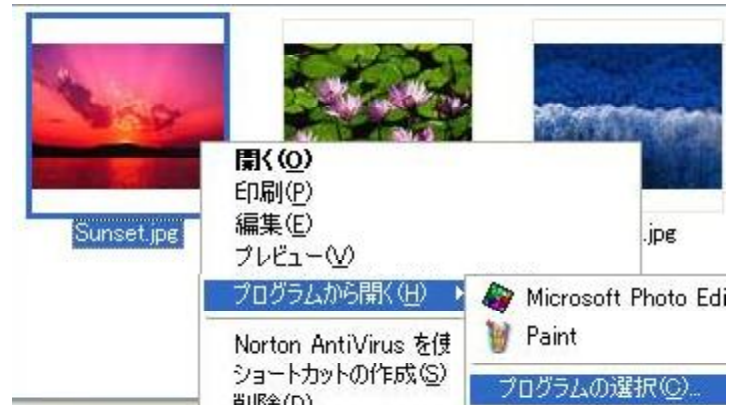 Sunset.jpg
.jpg
開く(O)
印刷(P)
編集(E)
プレビュー(V)
プログラムから開く(H)
Norton AntiVirus を使
ショートカットの作成(S)
削除(D)
Microsoft Photo Edi
Paint
プログラムの選択(C)...